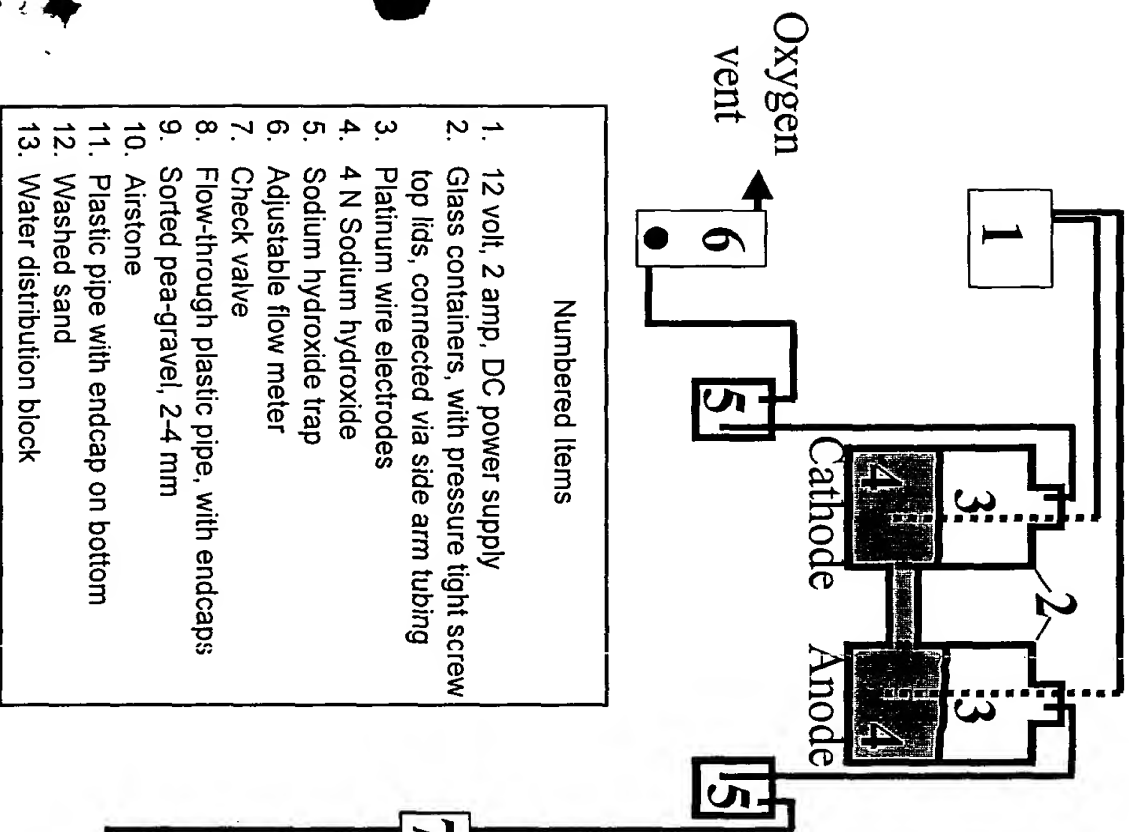 Oxygen
vent
1
6
5
Cathode
4
3
2
Anode
4
3
5
7
Numbered Items
1. 12 volt, 2 amp, DC power supply
2. Glass containers, with pressure tight screw
top lids, connected via side arm tubing
3. Platinum wire electrodes
4. 4 N Sodium hydroxide
5. Sodium hydroxide trap
6. Adjustable flow meter
7. Check valve
8. Flow-through plastic pipe, with endcaps
9. Sorted pea-gravel, 2-4 mm
10. Airstone
11. Plastic pipe with endcap on bottom
12. Washed sand
13. Water distribution block